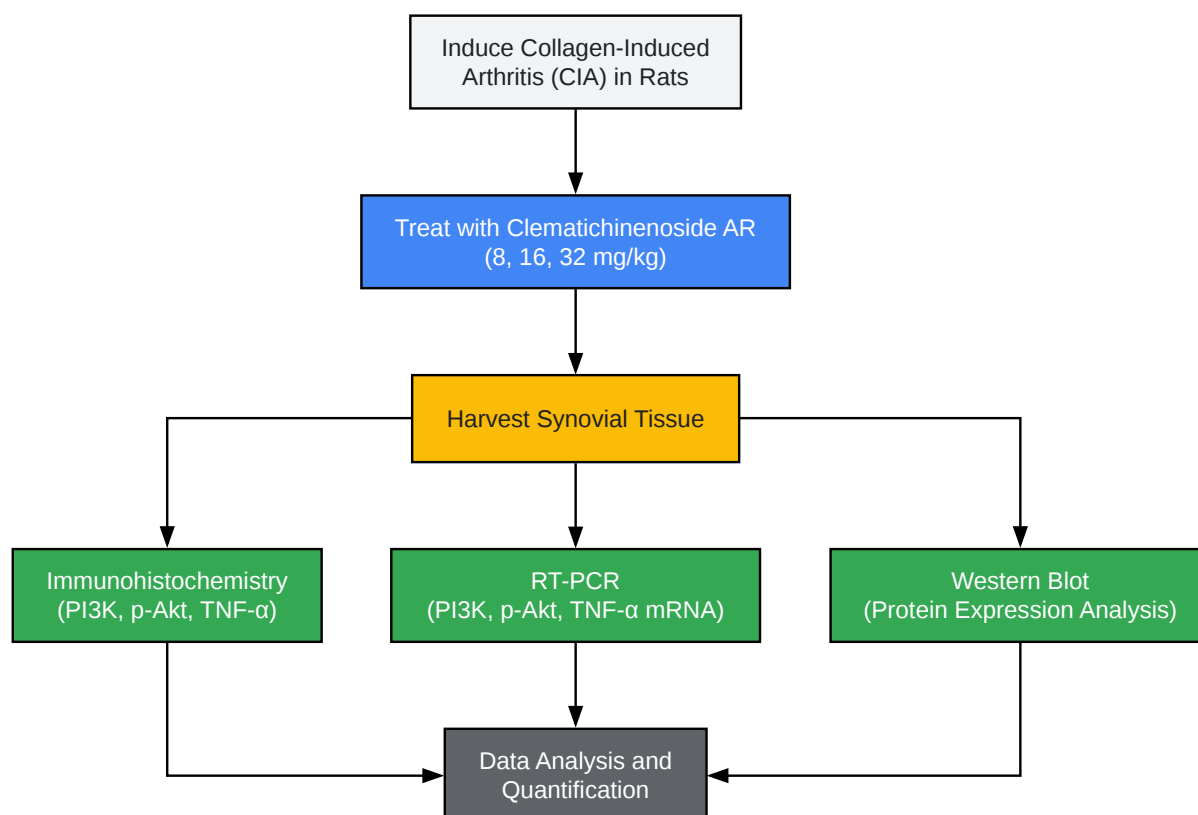 Induce Collagen-Induced
Arthritis (CIA) in Rats
Treat with Clematichinenoside AR
(8, 16, 32 mg/kg)
Harvest Synovial Tissue
Immunohistochemistry
(PI3K, p-Akt, TNF-α)
RT-PCR
(PI3K, p-Akt, TNF-α mRNA)
Western Blot
(Protein Expression Analysis)
Data Analysis and
Quantification